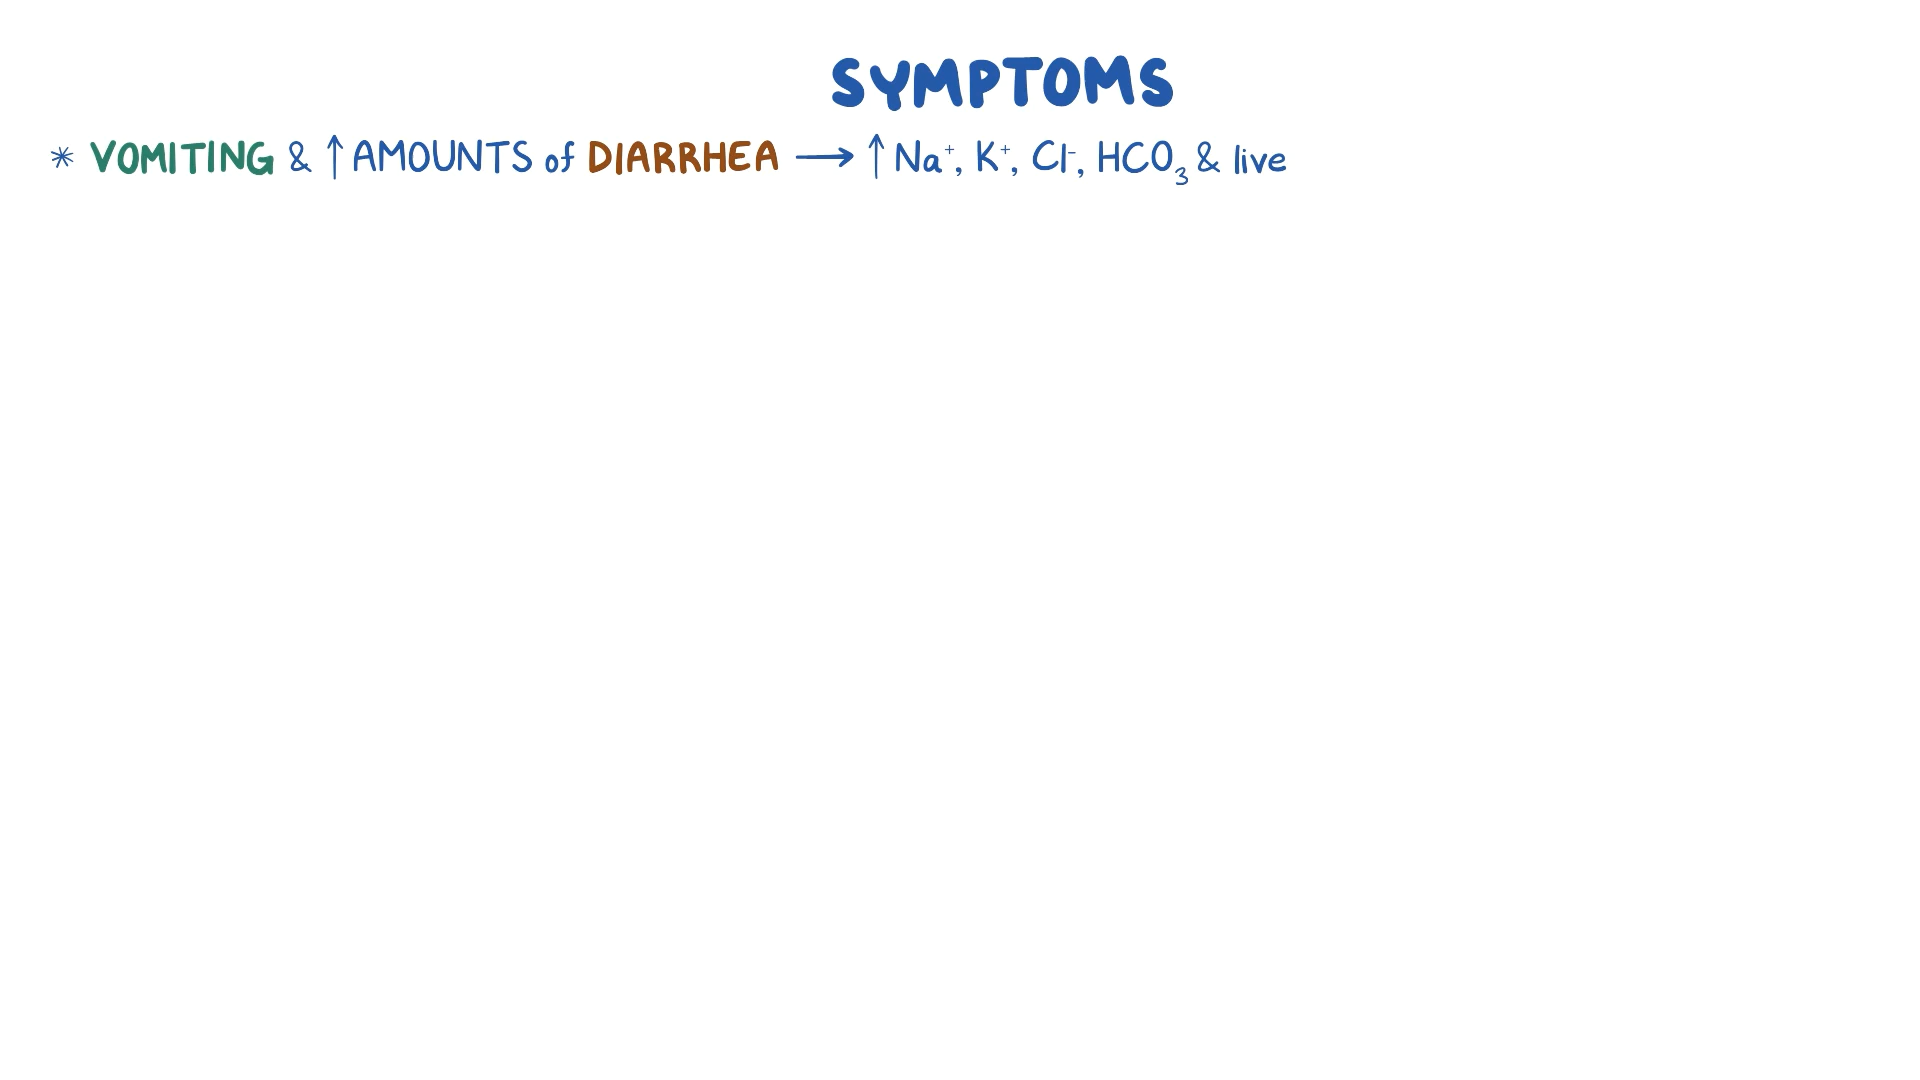 SYMPTOMS
* VOMITING & ↑ AMOUNTS of DIARRHEA → ↑ Na⁺, K⁺, Cl⁻, HCO₃ & live